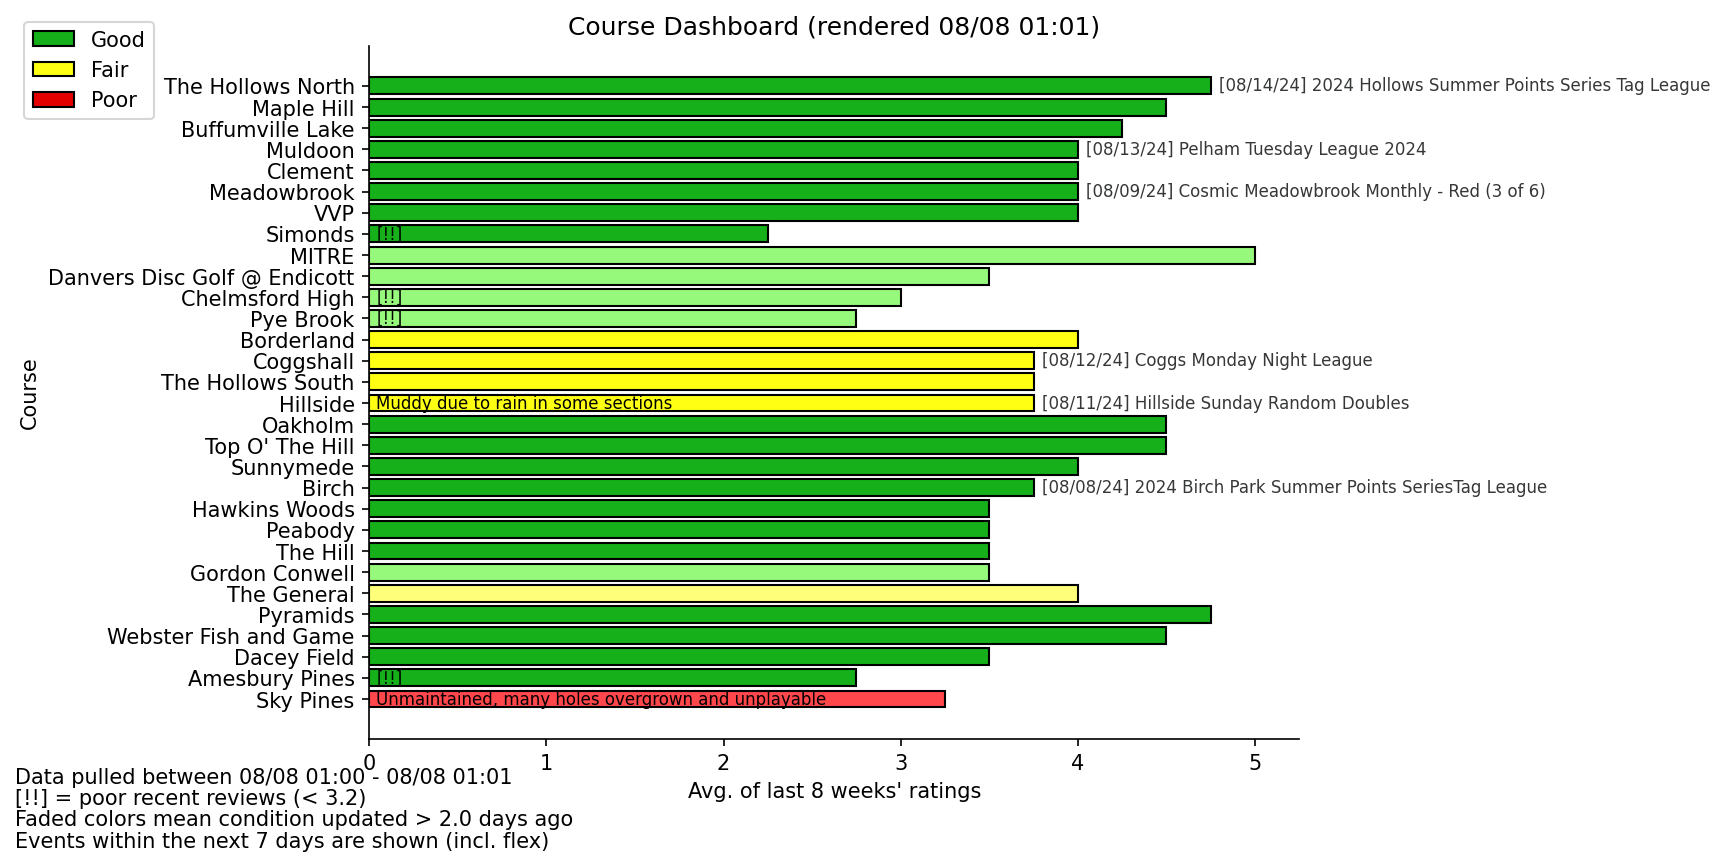 Course Dashboard (rendered 08/08 01:01)
Good
Fair
Poor
Course
The Hollows North [08/14/24] 2024 Hollows Summer Points Series Tag League
Maple Hill
Buffumville Lake
Muldoon [08/13/24] Pelham Tuesday League 2024
Clement
Meadowbrook [08/09/24] Cosmic Meadowbrook Monthly - Red (3 of 6)
VVP
Simonds [!!]
MITRE
Danvers Disc Golf @ Endicott
Chelmsford High [!!]
Pye Brook [!!]
Borderland
Coggshall [08/12/24] Coggs Monday Night League
The Hollows South
Hillside Muddy due to rain in some sections [08/11/24] Hillside Sunday Random Doubles
Oakholm
Top O' The Hill
Sunnymede
Birch [08/08/24] 2024 Birch Park Summer Points SeriesTag League
Hawkins Woods
Peabody
The Hill
Gordon Conwell
The General
Pyramids
Webster Fish and Game
Dacey Field
Amesbury Pines [!!]
Sky Pines Unmaintained, many holes overgrown and unplayable
0 1 2 3 4 5
Avg. of last 8 weeks' ratings
Data pulled between 08/08 01:00 - 08/08 01:01
[!!] = poor recent reviews (< 3.2)
Faded colors mean condition updated > 2.0 days ago
Events within the next 7 days are shown (incl. flex)